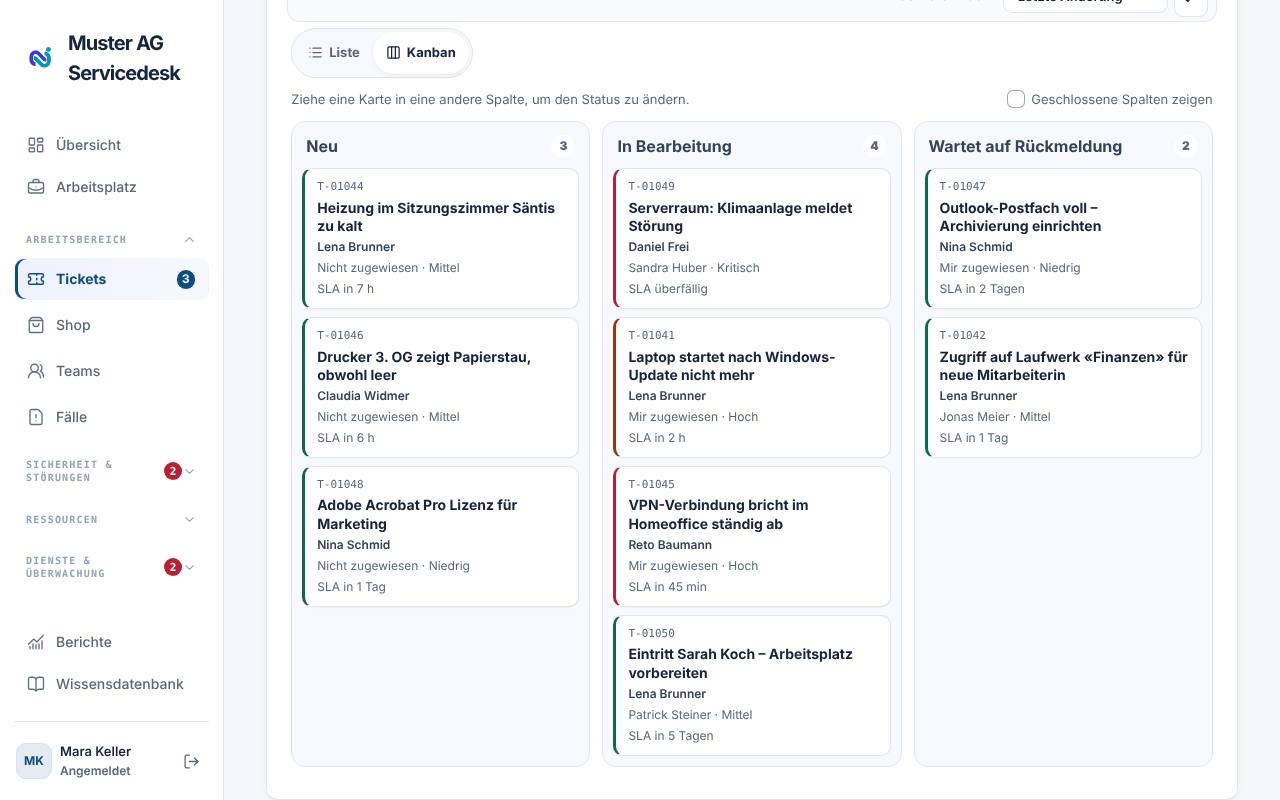 Muster AG
Servicedesk
Übersicht
Arbeitsplatz
ARBEITSBEREICH
Tickets 3
Shop
Teams
Fälle
SICHERHEIT &
STÖRUNGEN 2
RESSOURCEN
DIENSTE &
ÜBERWACHUNG 2
Berichte
Wissensdatenbank
MK
Mara Keller
Angemeldet
Liste
Kanban
Ziehe eine Karte in eine andere Spalte, um den Status zu ändern.
Geschlossene Spalten zeigen
Neu 3
T-01044
Heizung im Sitzungszimmer Säntis
zu kalt
Lena Brunner
Nicht zugewiesen · Mittel
SLA in 7 h
T-01046
Drucker 3. OG zeigt Papierstau,
obwohl leer
Claudia Widmer
Nicht zugewiesen · Mittel
SLA in 6 h
T-01048
Adobe Acrobat Pro Lizenz für
Marketing
Nina Schmid
Nicht zugewiesen · Niedrig
SLA in 1 Tag
In Bearbeitung 4
T-01049
Serverraum: Klimaanlage meldet
Störung
Daniel Frei
Sandra Huber · Kritisch
SLA überfällig
T-01041
Laptop startet nach Windows-
Update nicht mehr
Lena Brunner
Mir zugewiesen · Hoch
SLA in 2 h
T-01045
VPN-Verbindung bricht im
Homeoffice ständig ab
Reto Baumann
Mir zugewiesen · Hoch
SLA in 45 min
T-01050
Eintritt Sarah Koch – Arbeitsplatz
vorbereiten
Lena Brunner
Patrick Steiner · Mittel
SLA in 5 Tagen
Wartet auf Rückmeldung 2
T-01047
Outlook-Postfach voll –
Archivierung einrichten
Nina Schmid
Mir zugewiesen · Niedrig
SLA in 2 Tagen
T-01042
Zugriff auf Laufwerk «Finanzen» für
neue Mitarbeiterin
Lena Brunner
Jonas Meier · Mittel
SLA in 1 Tag